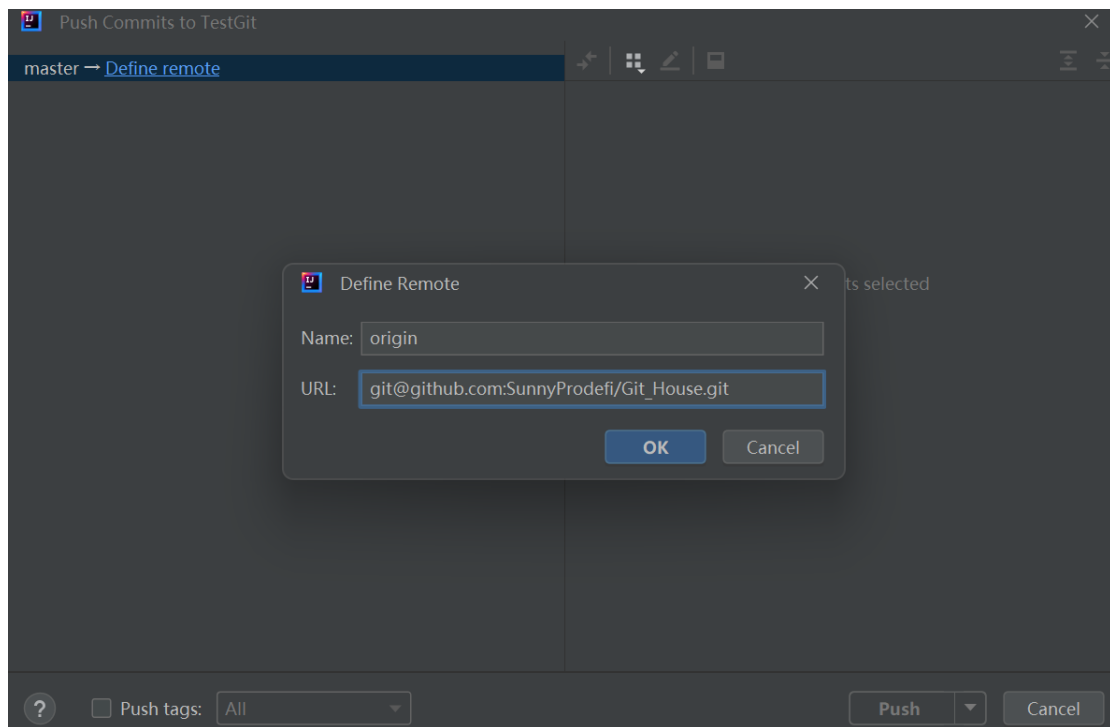 Push Commits to TestGit
master → Define remote
ts selected
Define Remote
Name: origin
URL: git@github.com:SunnyProdefi/Git_House.git
OK Cancel
? Push tags: All Push Cancel